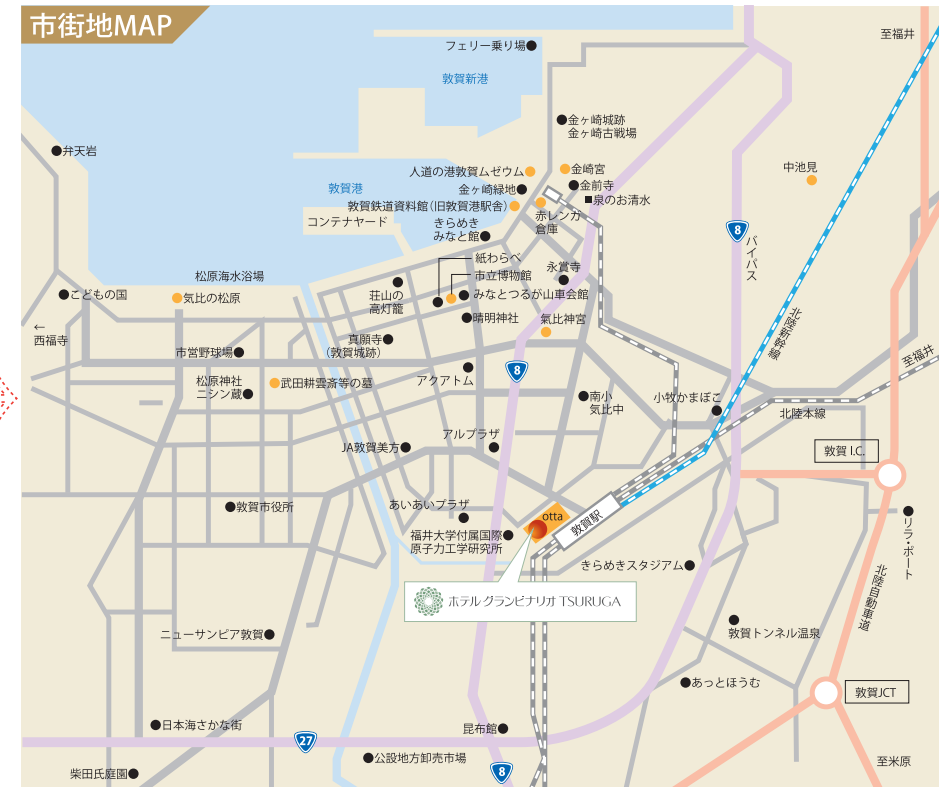 市街地MAP
フェリー乗り場
至福井
敦賀新港
金ヶ崎城跡
金ヶ崎古戦場
弁天岩
人道の港敦賀ムゼウム
金崎宮
中池見
敦賀港
金ヶ崎緑地
金前寺
敦賀鉄道資料館(旧敦賀港駅舎)
泉のお清水
コンテナヤード
きらめき
みなと館
赤レンガ
倉庫
8
バイパス
紙わらべ
永賞寺
松原海水浴場
市立博物館
こどもの国
気比の松原
荘山の
高灯籠
みなとつるが山車会館
晴明神社
氣比神宮
北陸新幹線
←
西福寺
真願寺
(敦賀城跡)
市営野球場
至福井
8
アクアトム
松原神社
ニシン蔵
武田耕雲斎等の墓
南小
気比中
小牧かまぼこ
北陸本線
アルプラザ
JA敦賀美方
敦賀 I.C.
あいあいプラザ
敦賀市役所
otta
敦賀駅
リラ・ポート
福井大学付属国際
原子力工学研究所
きらめきスタジアム
北陸自動車道
ホテルグランビナリオ TSURUGA
ニューサンピア敦賀
敦賀トンネル温泉
あっとほうむ
敦賀JCT
日本海さかな街
昆布館
27
公設地方卸売市場
至米原
柴田氏庭園
8